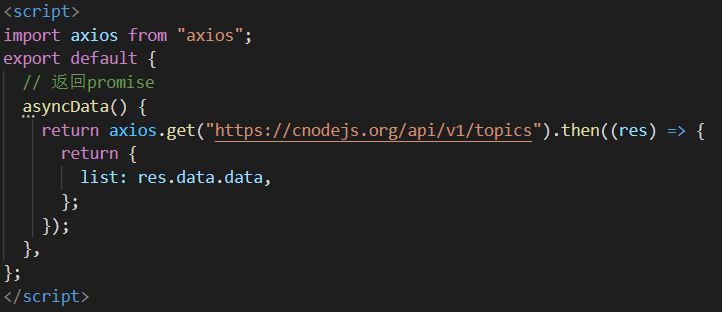 <script>
import axios from "axios";
export default {
  // 返回promise
  asyncData() {
    return axios.get("https://cnodejs.org/api/v1/topics").then((res) => {
      return {
        list: res.data.data,
      };
    });
  },
};
</script>